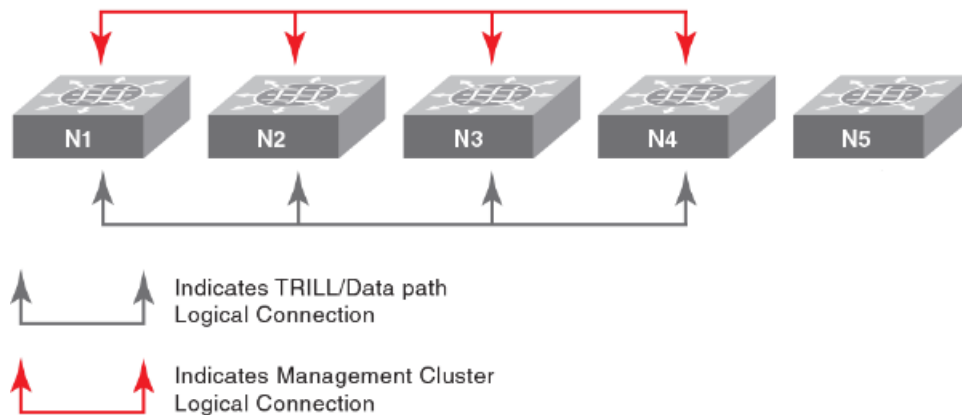 N1 N2 N3 N4 N5
Indicates TRILL/Data path
Logical Connection
Indicates Management Cluster
Logical Connection